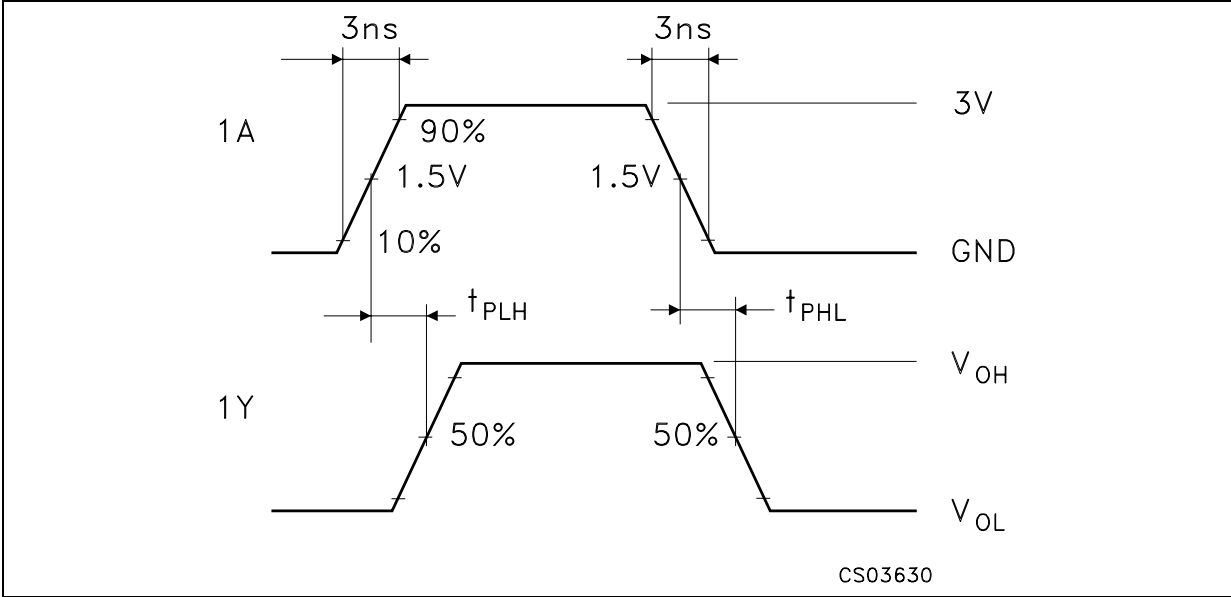 3ns 3ns
3V
1A
90%
1.5V 1.5V
10%
GND
tPLH tPHL
VOH
1Y
50% 50%
VOL
CS03630